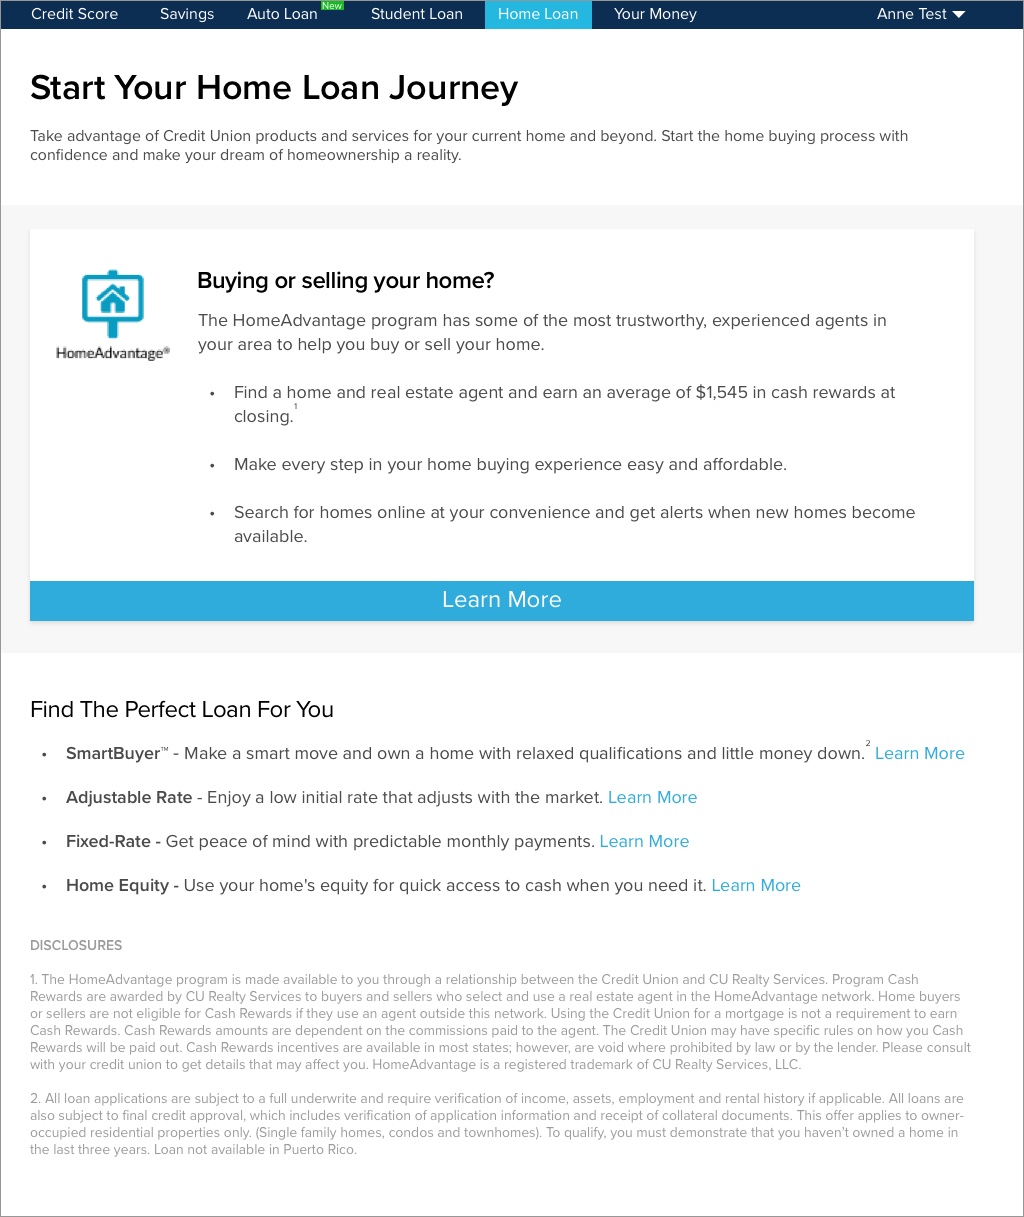 Credit Score Savings Auto Loan New Student Loan Home Loan Your Money Anne Test
Start Your Home Loan Journey
Take advantage of Credit Union products and services for your current home and beyond. Start the home buying process with
confidence and make your dream of homeownership a reality.
HomeAdvantage®
Buying or selling your home?
The HomeAdvantage program has some of the most trustworthy, experienced agents in
your area to help you buy or sell your home.
• Find a home and real estate agent and earn an average of $1,545 in cash rewards at
closing.¹
• Make every step in your home buying experience easy and affordable.
• Search for homes online at your convenience and get alerts when new homes become
available.
Learn More
Find The Perfect Loan For You
• SmartBuyer™ - Make a smart move and own a home with relaxed qualifications and little money down.² Learn More
• Adjustable Rate - Enjoy a low initial rate that adjusts with the market. Learn More
• Fixed-Rate - Get peace of mind with predictable monthly payments. Learn More
• Home Equity - Use your home's equity for quick access to cash when you need it. Learn More
DISCLOSURES
1. The HomeAdvantage program is made available to you through a relationship between the Credit Union and CU Realty Services. Program Cash
Rewards are awarded by CU Realty Services to buyers and sellers who select and use a real estate agent in the HomeAdvantage network. Home buyers
or sellers are not eligible for Cash Rewards if they use an agent outside this network. Using the Credit Union for a mortgage is not a requirement to earn
Cash Rewards. Cash Rewards amounts are dependent on the commissions paid to the agent. The Credit Union may have specific rules on how you Cash
Rewards will be paid out. Cash Rewards incentives are available in most states; however, are void where prohibited by law or by the lender. Please consult
with your credit union to get details that may affect you. HomeAdvantage is a registered trademark of CU Realty Services, LLC.
2. All loan applications are subject to a full underwrite and require verification of income, assets, employment and rental history if applicable. All loans are
also subject to final credit approval, which includes verification of application information and receipt of collateral documents. This offer applies to owner-
occupied residential properties only. (Single family homes, condos and townhomes). To qualify, you must demonstrate that you haven't owned a home in
the last three years. Loan not available in Puerto Rico.